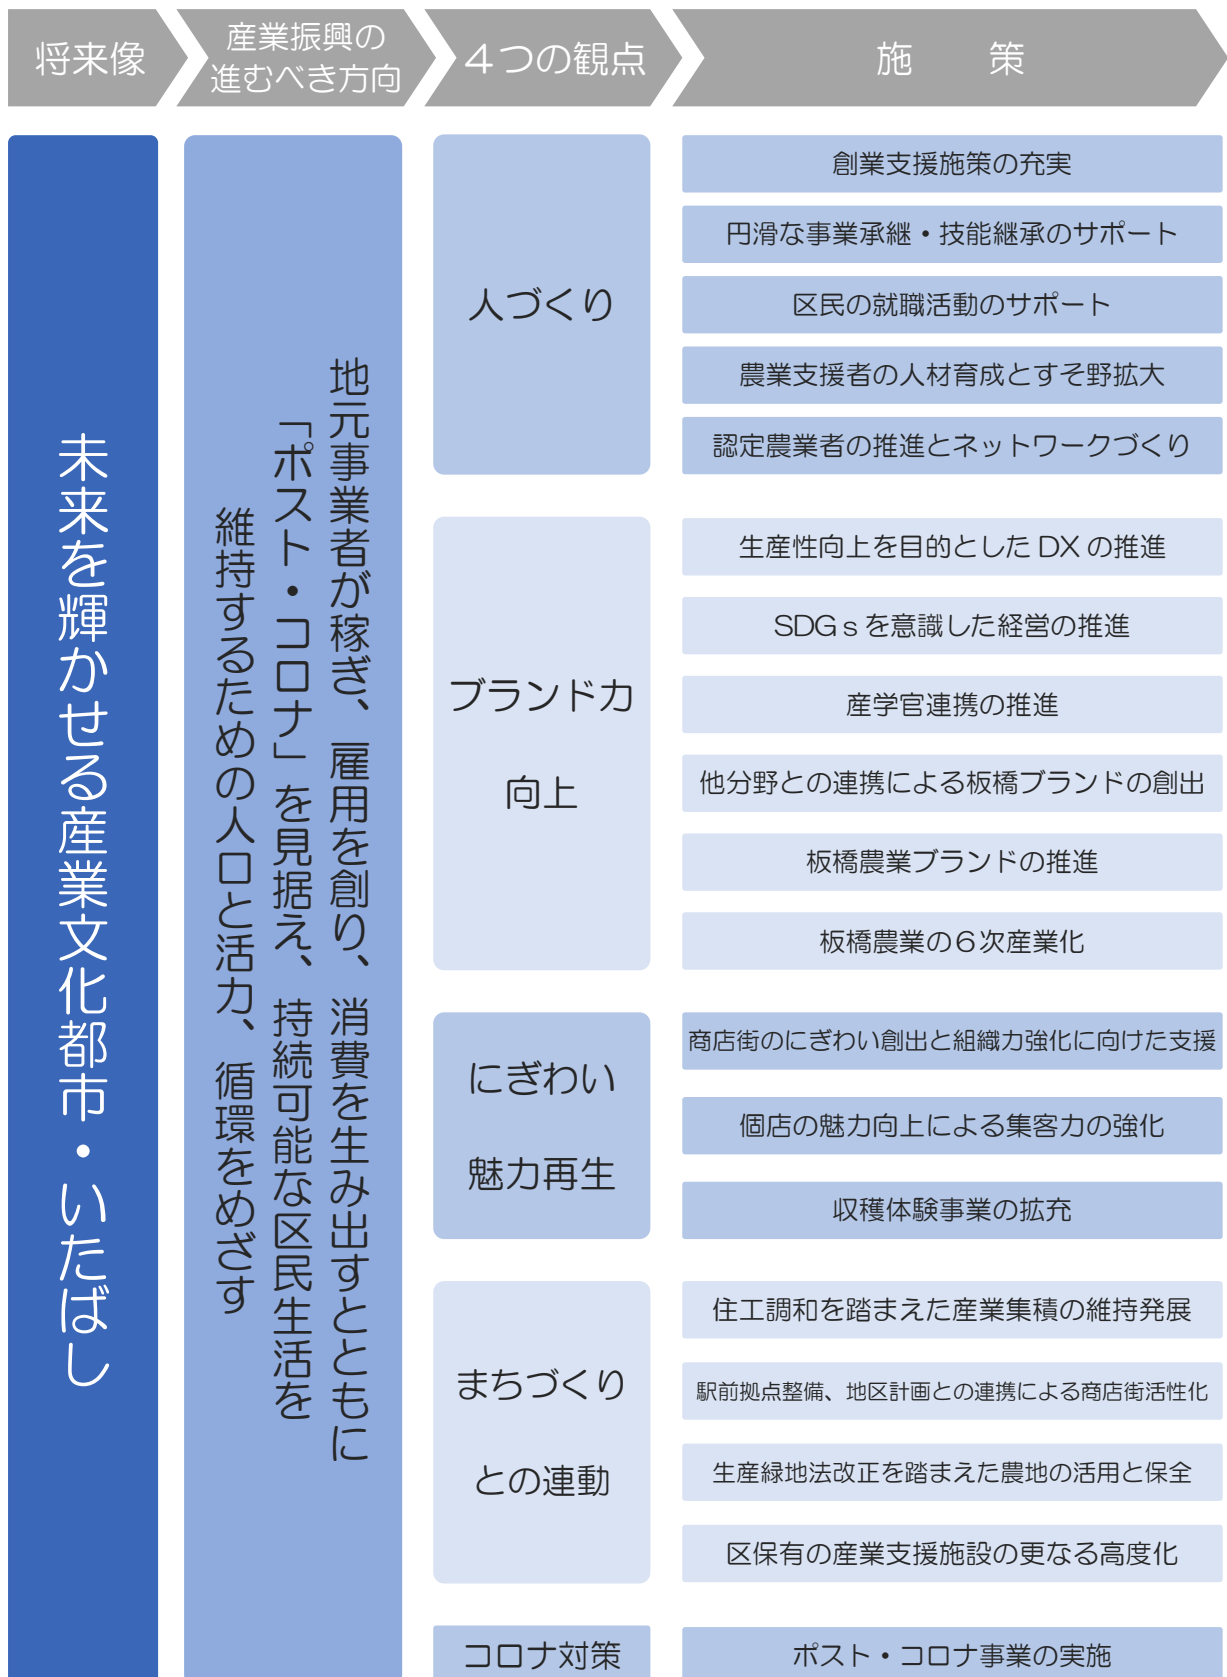 将来像
産業振興の
進むべき方向
4つの観点
施　策
未来を輝かせる産業文化都市・いたばし
地元事業者が稼ぎ、雇用を創り、消費を生み出すとともに
「ポスト・コロナ」を見据え、持続可能な区民生活を
維持するための人口と活力、循環をめざす
人づくり
創業支援施策の充実
円滑な事業承継・技能継承のサポート
区民の就職活動のサポート
農業支援者の人材育成とすそ野拡大
認定農業者の推進とネットワークづくり
ブランド力
向上
生産性向上を目的としたDXの推進
SDGsを意識した経営の推進
産学官連携の推進
他分野との連携による板橋ブランドの創出
板橋農業ブランドの推進
板橋農業の6次産業化
にぎわい
魅力再生
商店街のにぎわい創出と組織力強化に向けた支援
個店の魅力向上による集客力の強化
収穫体験事業の拡充
まちづくり
との連動
住工調和を踏まえた産業集積の維持発展
駅前拠点整備、地区計画との連携による商店街活性化
生産緑地法改正を踏まえた農地の活用と保全
区保有の産業支援施設の更なる高度化
コロナ対策
ポスト・コロナ事業の実施